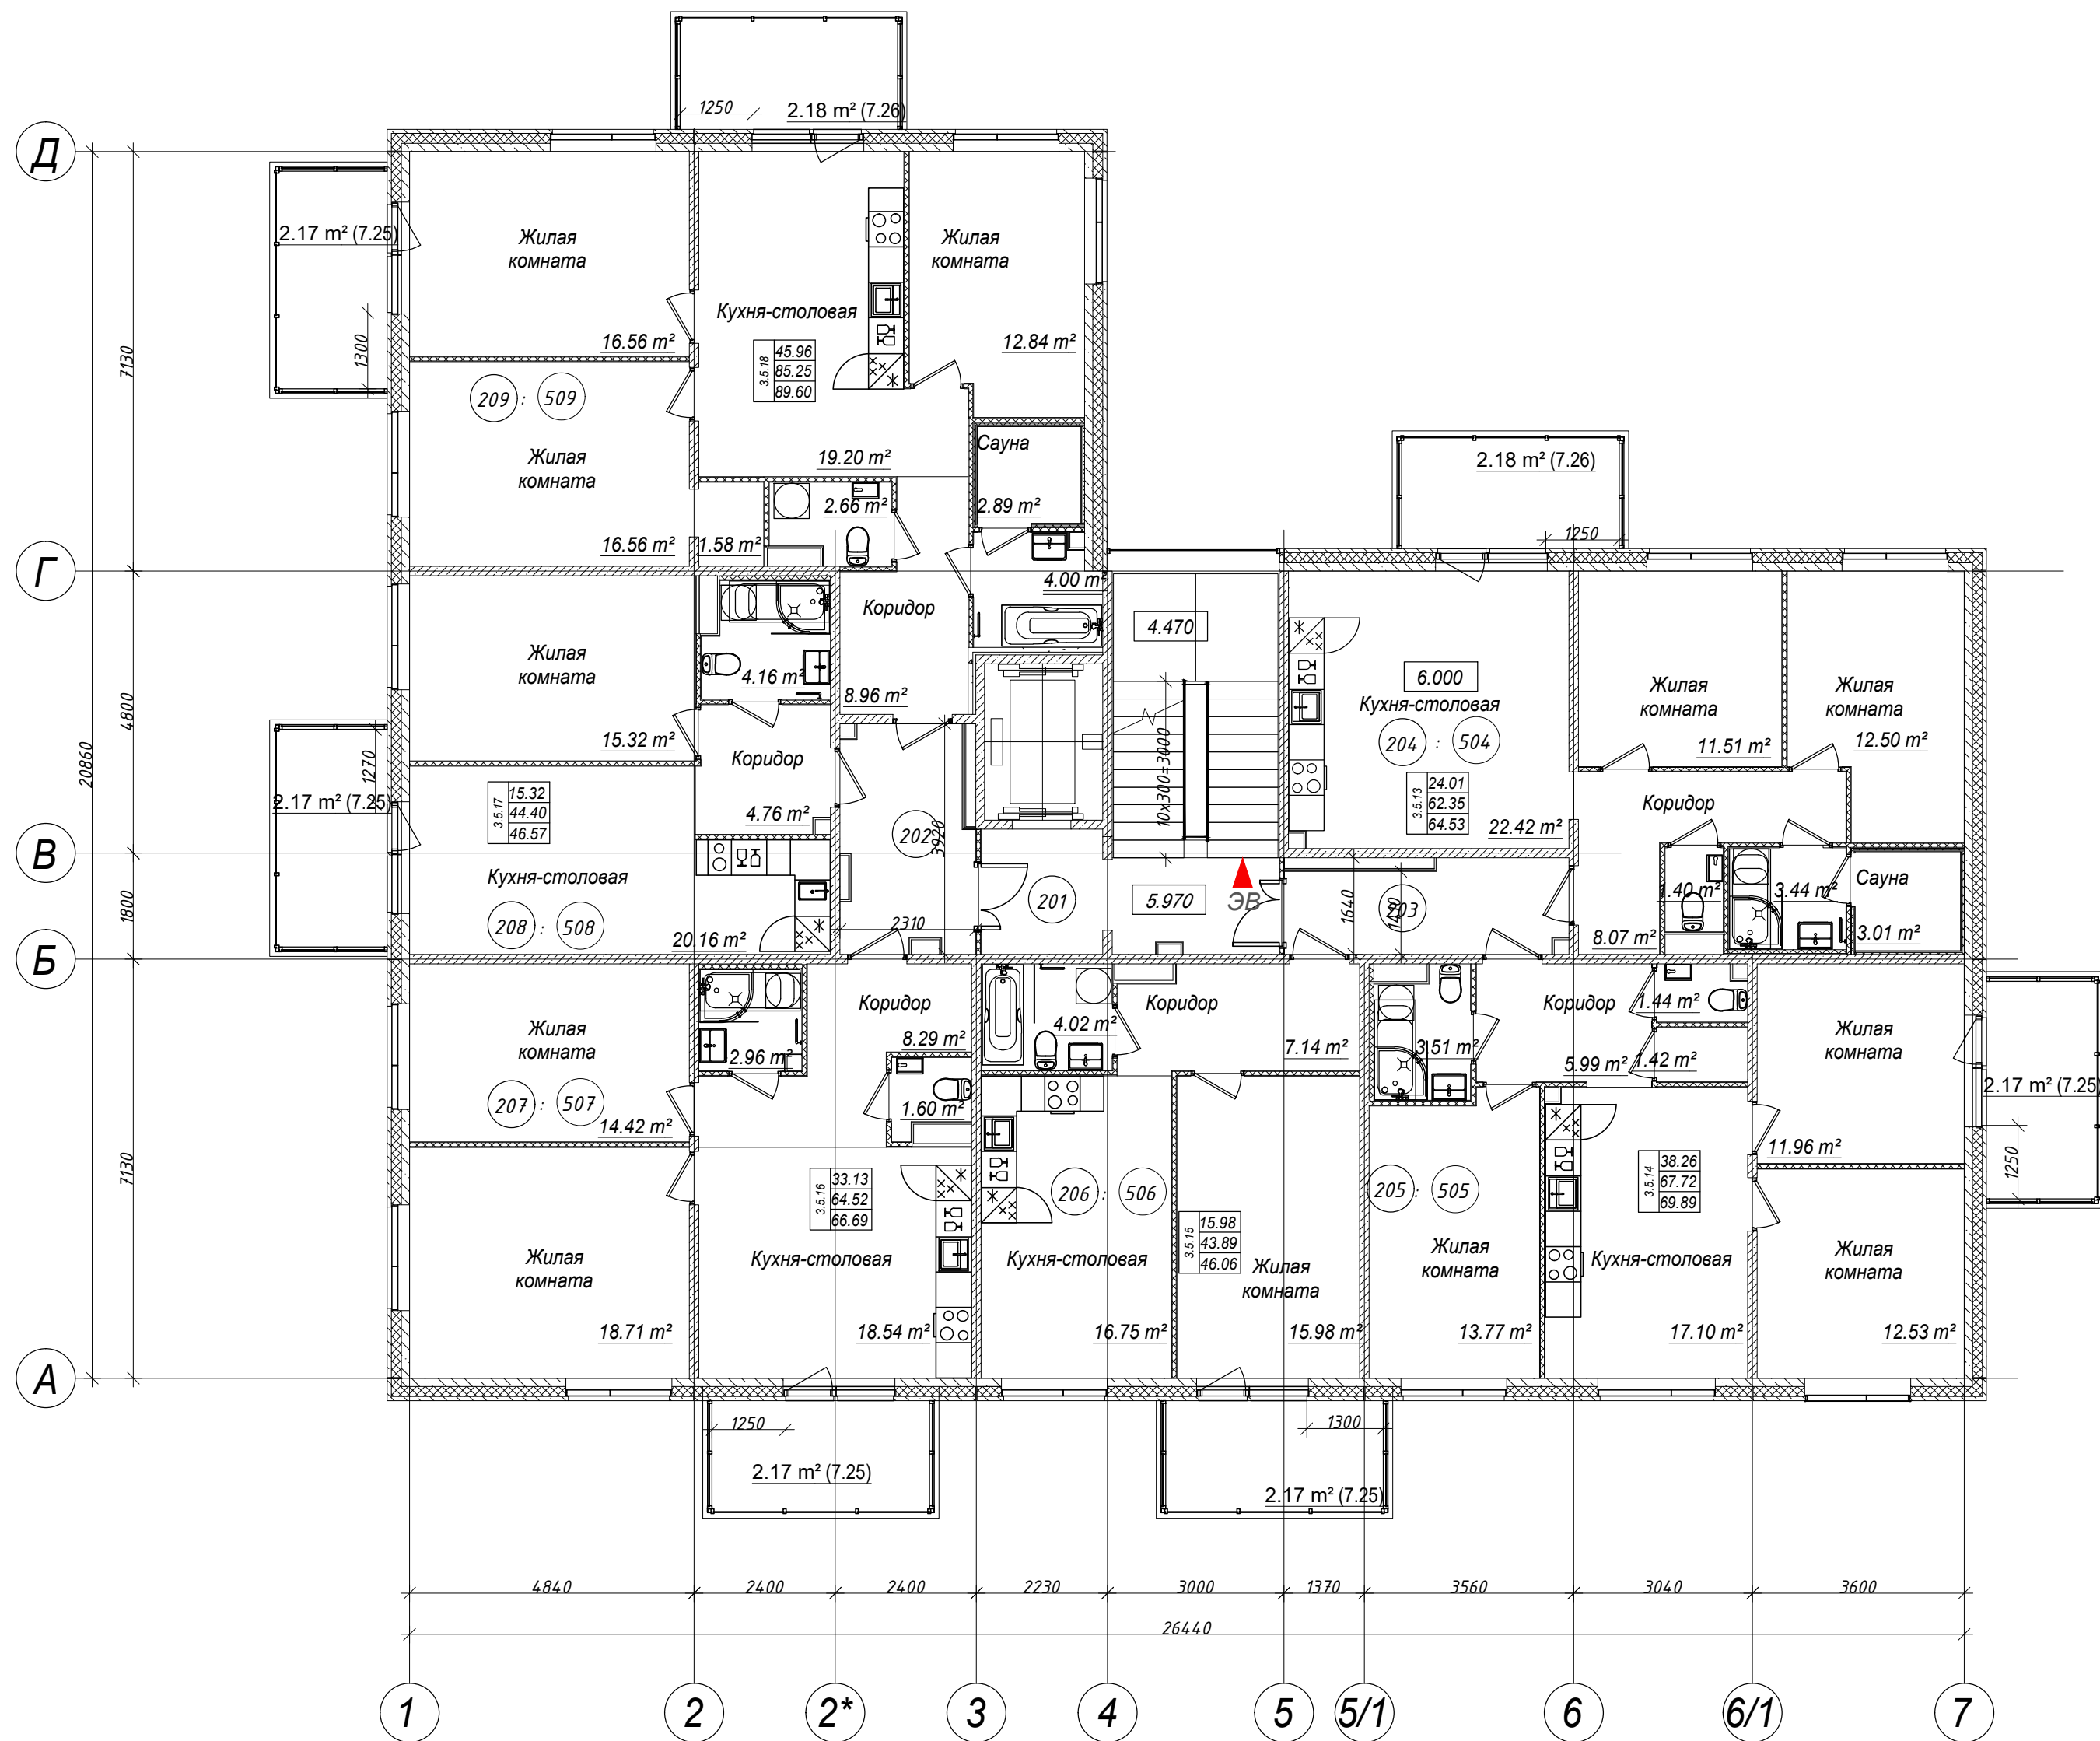 1250
2.18 m² (7.26)
Д
2.17 m² (7.25)
Жилая
комната
16.56 m²
Кухня-столовая
3.5.18
45.96
85.25
89.60
19.20 m²
Жилая
комната
12.84 m²
1300
7130
209 : 509
Жилая
комната
16.56 m²
1.58 m²
2.66 m²
Сауна
2.89 m²
4.00 m²
2.18 m² (7.26)
1250
Г
Жилая
комната
15.32 m²
4.16 m²
Коридор
8.96 m²
4.470
6.000
Кухня-столовая
204 : 504
3.5.13
24.01
62.35
64.53
22.42 m²
Жилая
комната
11.51 m²
Жилая
комната
12.50 m²
4800
20860
1270
2.17 m² (7.25)
3.5.17
15.32
44.40
46.57
Коридор
4.76 m²
202
3920
10x300=3000
Коридор
В
Кухня-столовая
208 : 508
20.16 m²
2310
201
5.970
ЭВ
1640
203
1400
8.07 m²
1.40 m²
3.44 m²
Сауна
3.01 m²
1800
Б
Жилая
комната
207 : 507
14.42 m²
2.96 m²
Коридор
8.29 m²
1.60 m²
4.02 m²
Коридор
7.14 m²
3.51 m²
Коридор
5.99 m²
1.44 m²
1.42 m²
Жилая
комната
11.96 m²
2.17 m² (7.25)
1250
7130
Жилая
комната
18.71 m²
3.5.16
33.13
64.52
66.69
Кухня-столовая
18.54 m²
206 : 506
Кухня-столовая
16.75 m²
3.5.15
15.98
43.89
46.06
Жилая
комната
15.98 m²
205 : 505
Жилая
комната
13.77 m²
3.5.14
38.26
67.72
69.89
Кухня-столовая
17.10 m²
Жилая
комната
12.53 m²
А
1250
2.17 m² (7.25)
1300
2.17 m² (7.25)
4840 2400 2400 2230 3000 1370 3560 3040 3600
26440
1 2 2* 3 4 5 5/1 6 6/1 7